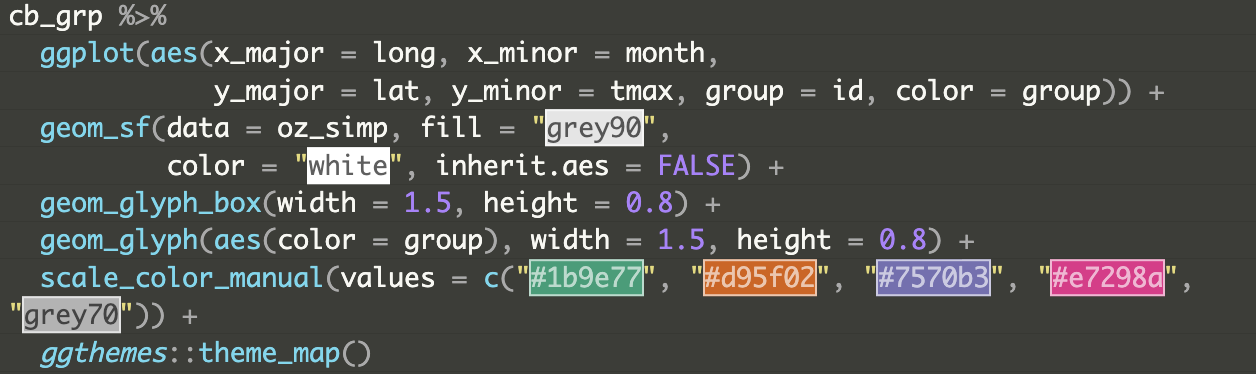 cb_grp %>%
  ggplot(aes(x_major = long, x_minor = month,
             y_major = lat, y_minor = tmax, group = id, color = group)) +
  geom_sf(data = oz_simp, fill = "grey90",
          color = "white", inherit.aes = FALSE) +
  geom_glyph_box(width = 1.5, height = 0.8) +
  geom_glyph(aes(color = group), width = 1.5, height = 0.8) +
  scale_color_manual(values = c("#1b9e77", "#d95f02", "#7570b3", "#e7298a",
"grey70")) +
  ggthemes::theme_map()